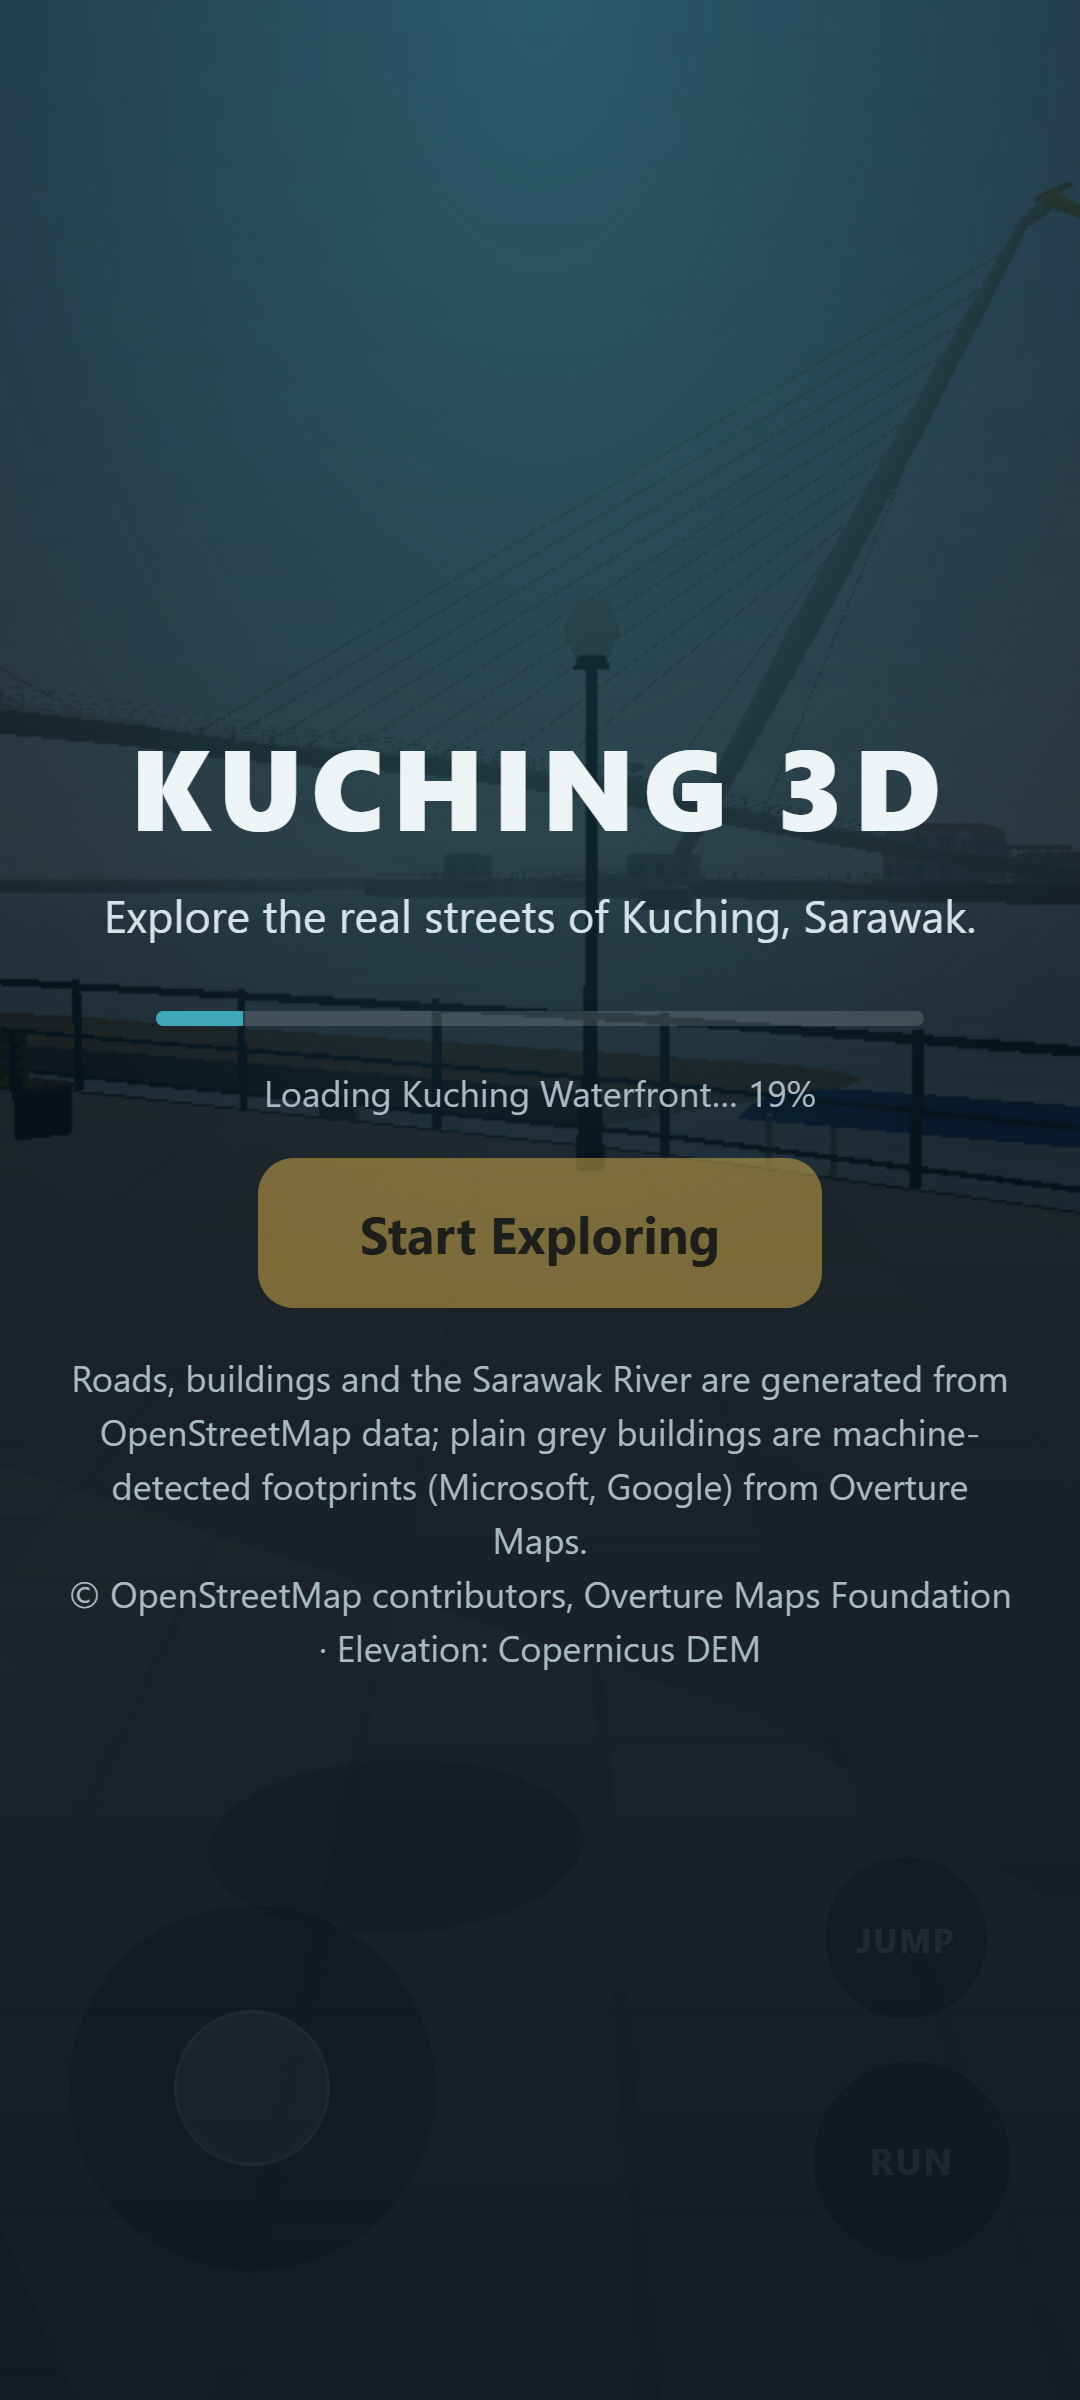 KUCHING 3D
Explore the real streets of Kuching, Sarawak.
Loading Kuching Waterfront... 19%
Start Exploring
Roads, buildings and the Sarawak River are generated from
OpenStreetMap data; plain grey buildings are machine-
detected footprints (Microsoft, Google) from Overture
Maps.
© OpenStreetMap contributors, Overture Maps Foundation
· Elevation: Copernicus DEM
JUMP
RUN